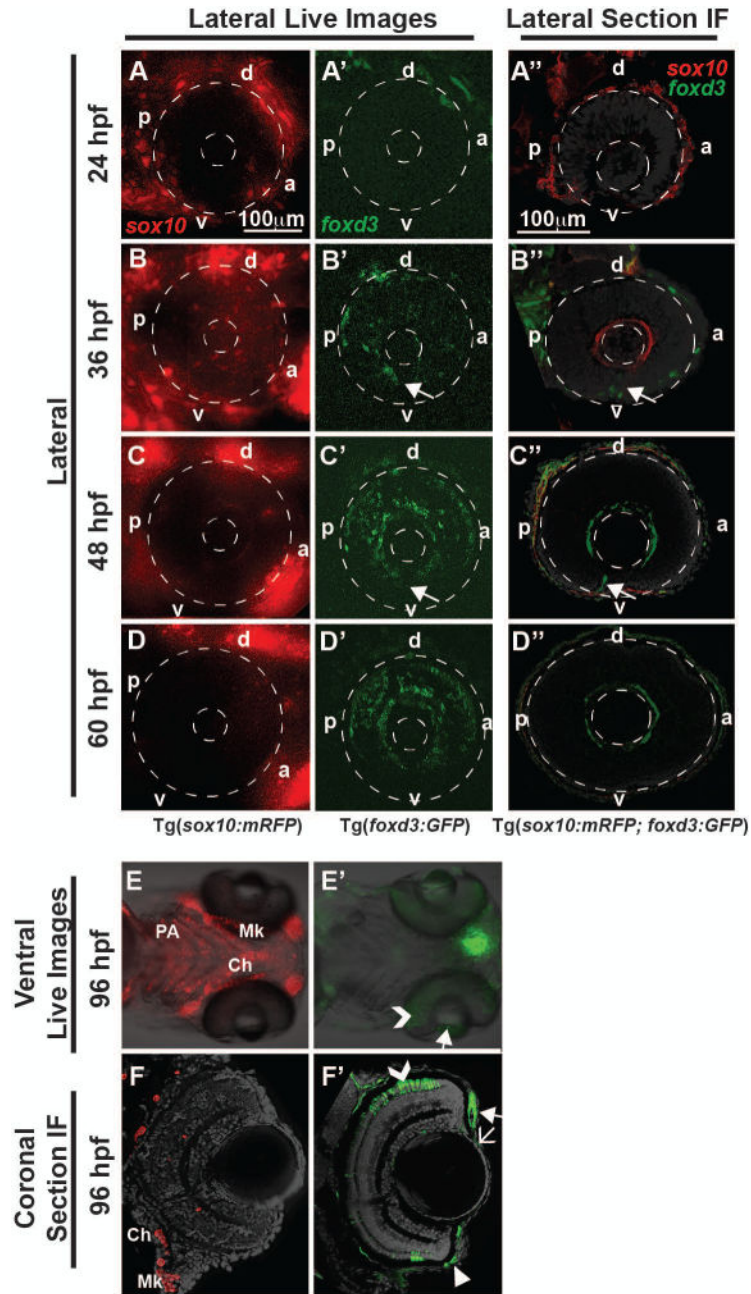 Lateral Live Images
Lateral Section IF
Lateral
24 hpf
A
d
p
a
v
sox10
100µm
A'
d
p
a
v
foxd3
A''
sox10
foxd3
d
p
a
v
100µm
36 hpf
B
d
p
a
v
B'
d
p
a
v
B''
d
p
a
v
48 hpf
C
d
p
a
v
C'
d
p
a
v
C''
d
p
a
v
60 hpf
D
d
p
a
v
D'
d
p
a
v
D''
d
p
a
v
Tg(sox10:mRFP)
Tg(foxd3:GFP)
Tg(sox10:mRFP; foxd3:GFP)
Ventral
Live Images
96 hpf
E
PA
Mk
Ch
E'
Coronal
Section IF
96 hpf
F
Ch
Mk
F'